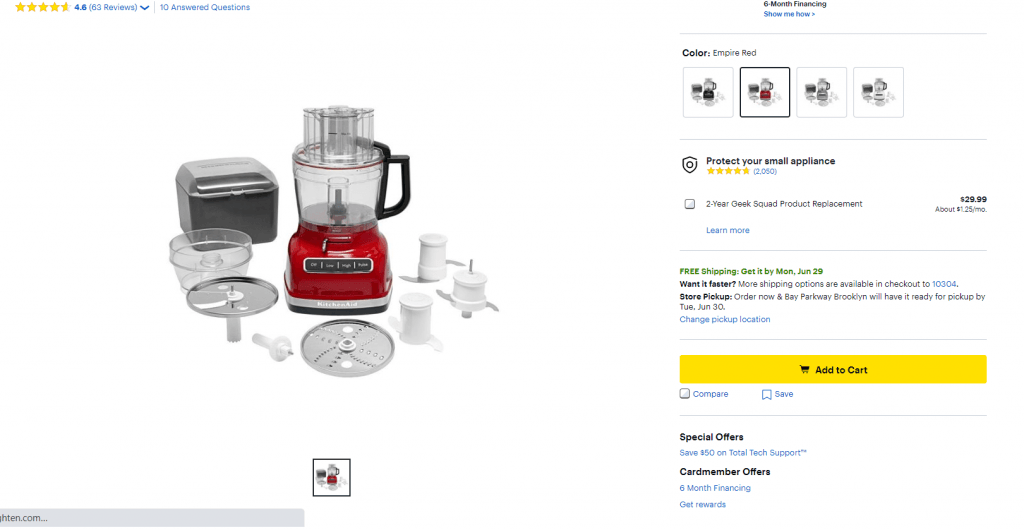 4.6 (63 Reviews)
10 Answered Questions
6-Month Financing
Show me how >
Color: Empire Red
Protect your small appliance
(2,050)
2-Year Geek Squad Product Replacement
$29.99
About $1.25/mo.
Learn more
FREE Shipping: Get it by Mon, Jun 29
Want it faster? More shipping options are available in checkout to 10304.
Store Pickup: Order now & Bay Parkway Brooklyn will have it ready for pickup by
Tue, Jun 30.
Change pickup location
Off Low High Pulse
KitchenAid
Add to Cart
Compare
Save
Special Offers
Save $50 on Total Tech Support™*
Cardmember Offers
6 Month Financing
Get rewards
ghten.com...